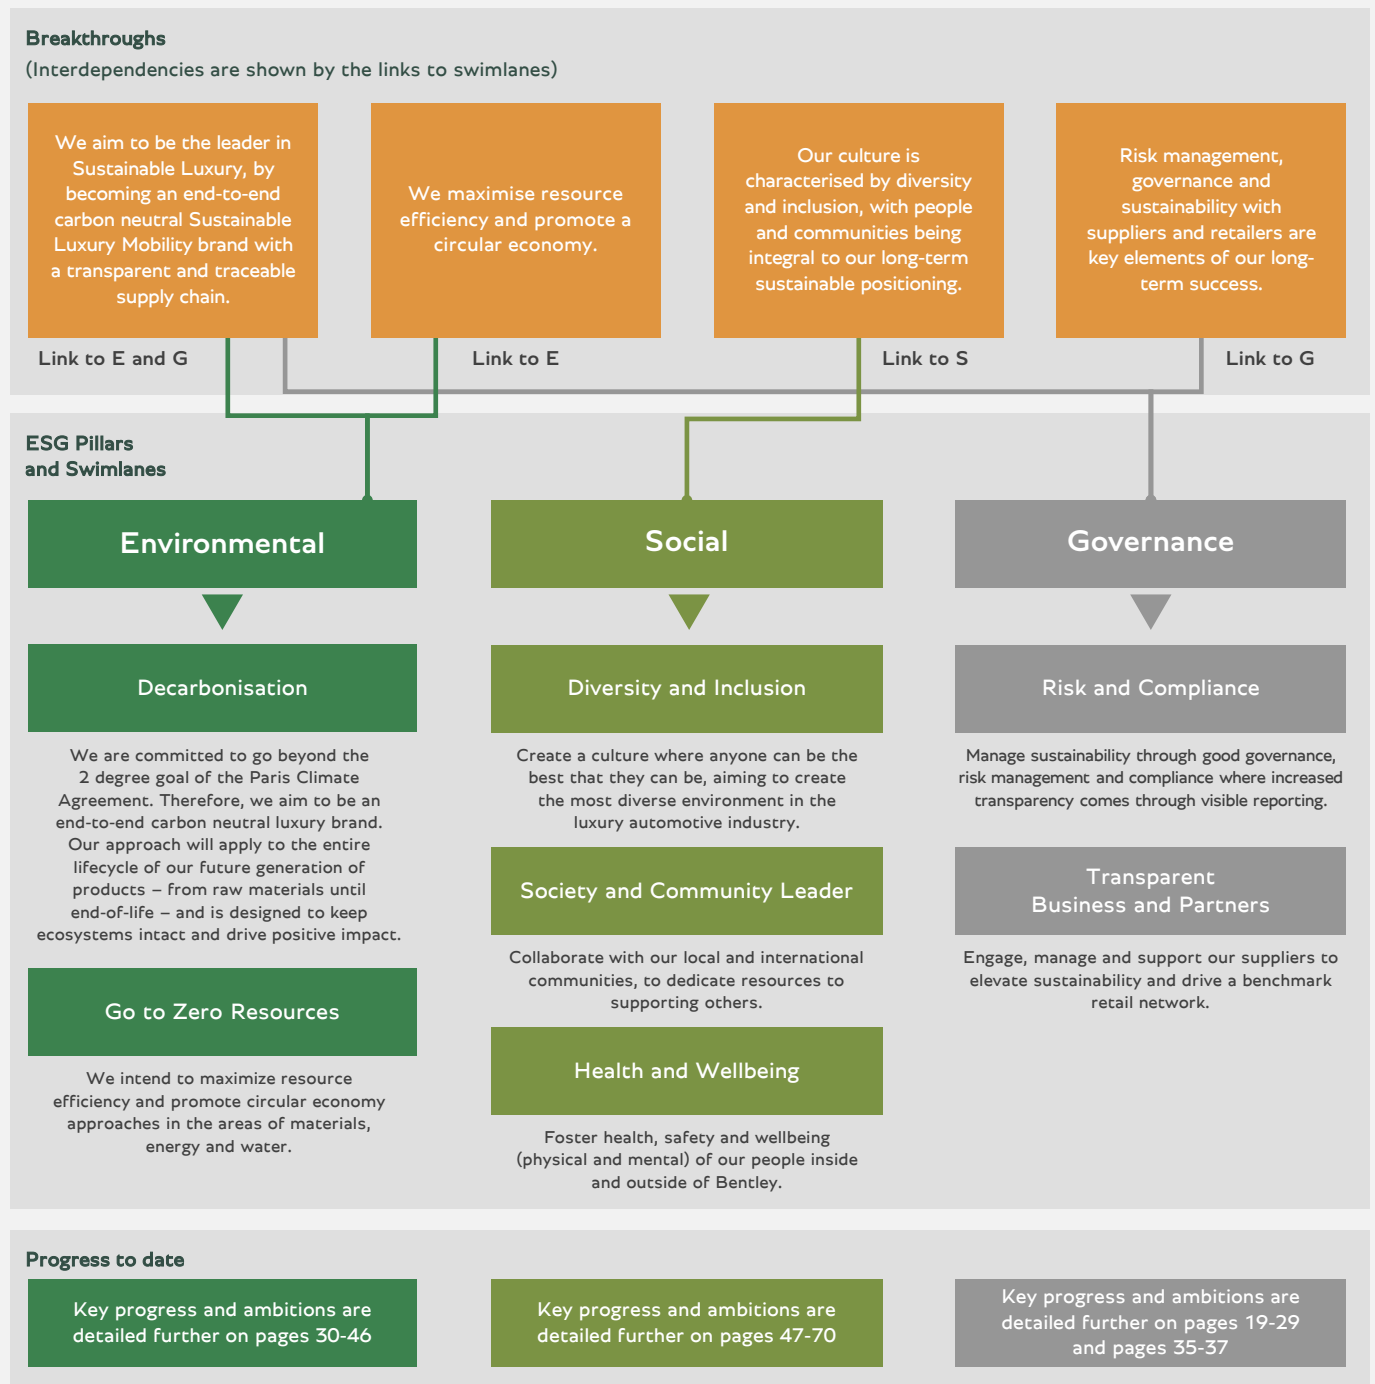 Breakthroughs
(Interdependencies are shown by the links to swimlanes)
We aim to be the leader in
Sustainable Luxury, by
becoming an end-to-end
carbon neutral Sustainable
Luxury Mobility brand with
a transparent and traceable
supply chain.
We maximise resource
efficiency and promote a
circular economy.
Our culture is
characterised by diversity
and inclusion, with people
and communities being
integral to our long-term
sustainable positioning.
Risk management,
governance and
sustainability with
suppliers and retailers are
key elements of our long-
term success.
Link to E and G
Link to E
Link to S
Link to G
ESG Pillars
and Swimlanes
Environmental
Social
Governance
Decarbonisation
We are committed to go beyond the
2 degree goal of the Paris Climate
Agreement. Therefore, we aim to be an
end-to-end carbon neutral luxury brand.
Our approach will apply to the entire
lifecycle of our future generation of
products – from raw materials until
end-of-life – and is designed to keep
ecosystems intact and drive positive impact.
Go to Zero Resources
We intend to maximize resource
efficiency and promote circular economy
approaches in the areas of materials,
energy and water.
Diversity and Inclusion
Create a culture where anyone can be the
best that they can be, aiming to create
the most diverse environment in the
luxury automotive industry.
Society and Community Leader
Collaborate with our local and international
communities, to dedicate resources to
supporting others.
Health and Wellbeing
Foster health, safety and wellbeing
(physical and mental) of our people inside
and outside of Bentley.
Risk and Compliance
Manage sustainability through good governance,
risk management and compliance where increased
transparency comes through visible reporting.
Transparent
Business and Partners
Engage, manage and support our suppliers to
elevate sustainability and drive a benchmark
retail network.
Progress to date
Key progress and ambitions are
detailed further on pages 30-46
Key progress and ambitions are
detailed further on pages 47-70
Key progress and ambitions are
detailed further on pages 19-29
and pages 35-37